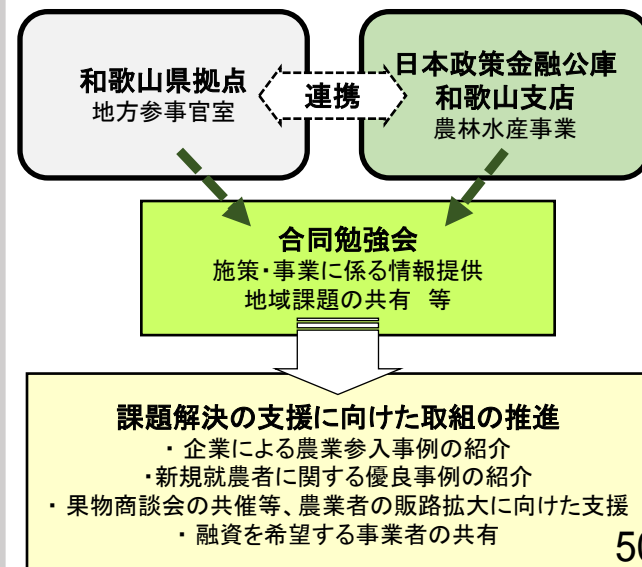 和歌山県拠点
地方参事官室
連携
日本政策金融公庫
和歌山支店
農林水産事業
合同勉強会
施策・事業に係る情報提供
地域課題の共有 等
課題解決の支援に向けた取組の推進
・ 企業による農業参入事例の紹介
・新規就農者に関する優良事例の紹介
・ 果物商談会の共催等、農業者の販路拡大に向けた支援
・ 融資を希望する事業者の共有